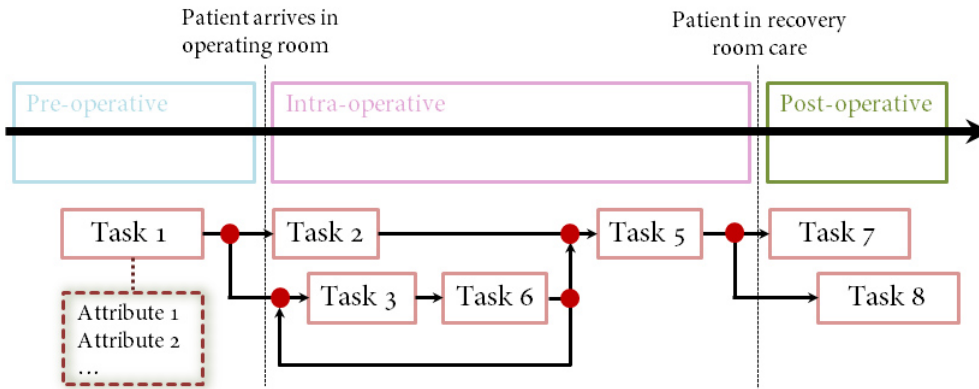 Patient arrives in
operating room
Patient in recovery
room care
Pre-operative
Intra-operative
Post-operative
Task 1
Task 2
Task 5
Task 7
Task 3
Task 6
Task 8
Attribute 1
Attribute 2
...